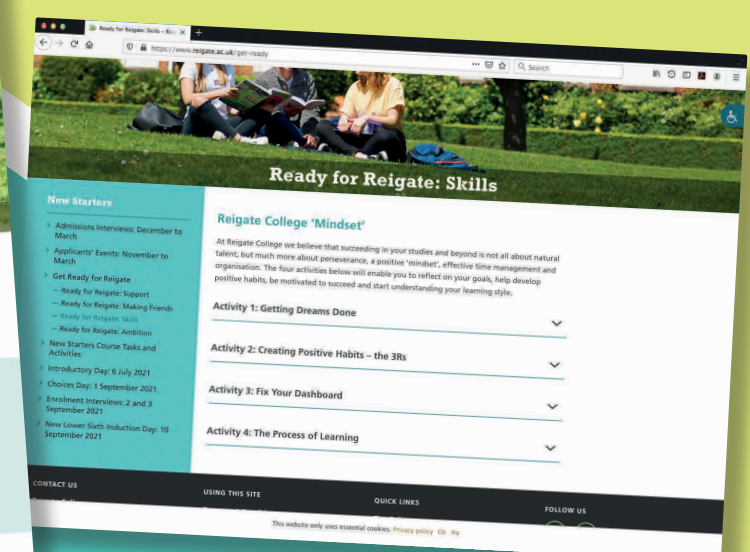 Ready for Reigate: Skills – Rei
https://www.reigate.ac.uk/get-ready
Search
Ready for Reigate: Skills
New Starters
Admissions Interviews: December to
March
Applicants' Events: November to
March
Get Ready for Reigate
– Ready for Reigate: Support
– Ready for Reigate: Making Friends
– Ready for Reigate: Skills
– Ready for Reigate: Ambition
New Starters Course Tasks and
Activities
Introductory Day: 6 July 2021
Choices Day: 1 September 2021
Enrolment Interviews: 2 and 3
September 2021
New Lower Sixth Induction Day: 10
September 2021
Reigate College 'Mindset'
At Reigate College we believe that succeeding in your studies and beyond is not all about natural
talent, but much more about perseverance, a positive 'mindset', effective time management and
organisation. The four activities below will enable you to reflect on your goals, help develop
positive habits, be motivated to succeed and start understanding your learning style.
Activity 1: Getting Dreams Done
Activity 2: Creating Positive Habits – the 3Rs
Activity 3: Fix Your Dashboard
Activity 4: The Process of Learning
CONTACT US
USING THIS SITE
QUICK LINKS
FOLLOW US
This website only uses essential cookies. Privacy policy Ok No